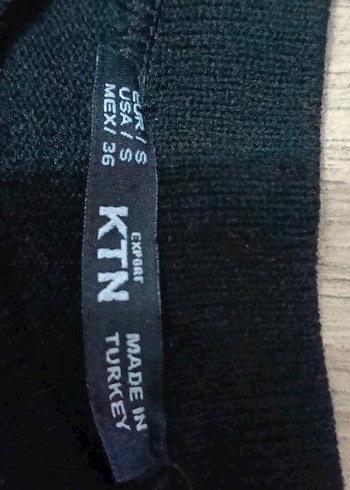 EUR / S
USA / S
MEX / 36
EXPORT
KTN
MADE IN
TURKEY